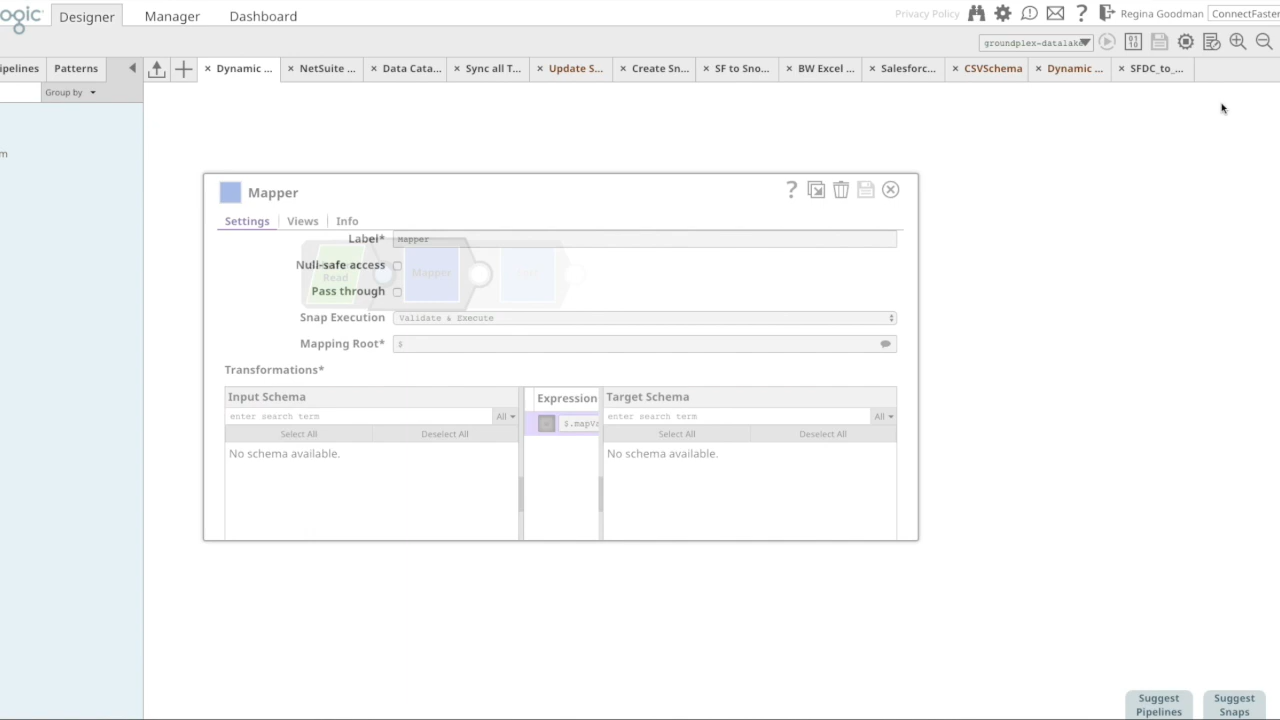 ogic
Designer
Manager
Dashboard
Privacy Policy
Regina Goodman
ConnectFaster
groundplex-datalake
ipelines
Patterns
× Dynamic ...
× NetSuite ...
× Data Cata...
× Sync all T...
× Update S...
× Create Sn...
× SF to Sno...
× BW Excel ...
× Salesforc...
× CSVSchema
× Dynamic ...
× SFDC_to_...
Group by
m
Mapper
Settings
Views
Info
Label*
Mapper
Read
Mapper
Null-safe access
Pass through
Snap Execution
Validate & Execute
Mapping Root*
$
Transformations*
Input Schema
enter search term
All
Select All
Deselect All
No schema available.
Expression
$.mapVa
Target Schema
enter search term
All
Select All
Deselect All
No schema available.
Suggest
Pipelines
Suggest
Snaps